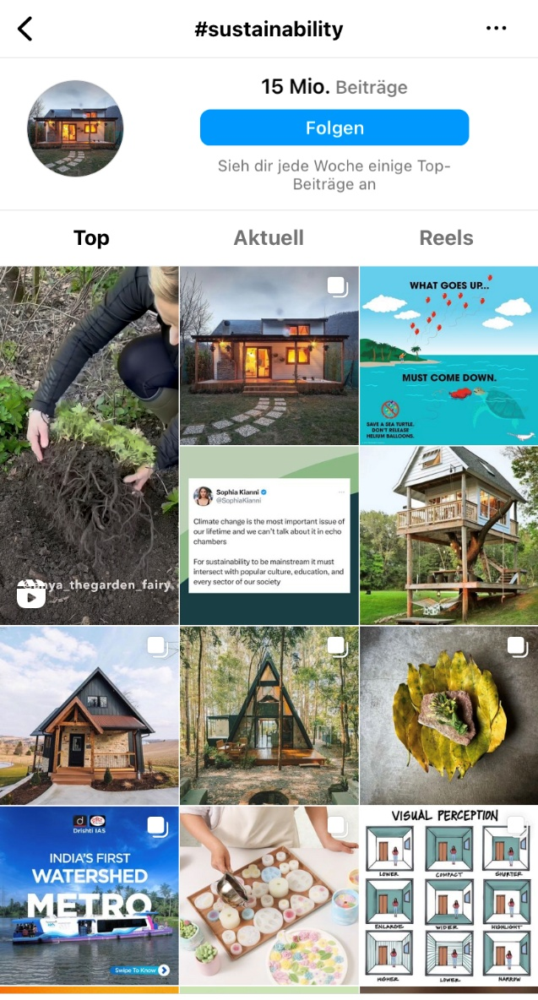 #sustainability
15 Mio. Beiträge
Folgen
Sieh dir jede Woche einige Top-
Beiträge an
Top
Aktuell
Reels
WHAT GOES UP...
MUST COME DOWN.
SAVE A SEA TURTLE.
DON'T RELEASE
HELIUM BALLOONS.
Sophia Kianni
@SophiaKianni
Climate change is the most important issue of
our lifetime and we can't talk about it in echo
chambers
For sustainability to be mainstream it must
intersect with popular culture, education, and
every sector of our society
anya_thegarden_fairy
d
Drishti IAS
INDIA'S FIRST
WATERSHED
METRO
Swipe To Know
VISUAL PERCEPTION
LOWER
COMPACT
SHORTER
ENLARGE
WIDER
HIGHLIGHT
HIGHER
LOWER
NARROW